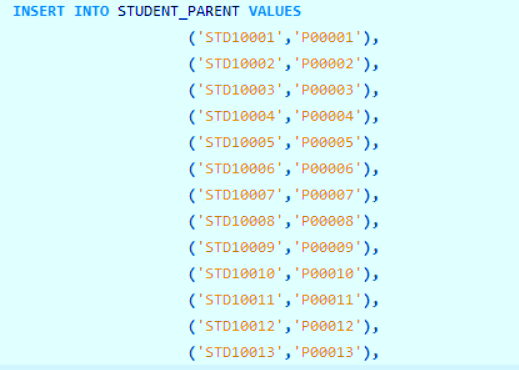 INSERT INTO STUDENT_PARENT VALUES
('STD10001','P00001'),
('STD10002','P00002'),
('STD10003','P00003'),
('STD10004','P00004'),
('STD10005','P00005'),
('STD10006','P00006'),
('STD10007','P00007'),
('STD10008','P00008'),
('STD10009','P00009'),
('STD10010','P00010'),
('STD10011','P00011'),
('STD10012','P00012'),
('STD10013','P00013'),